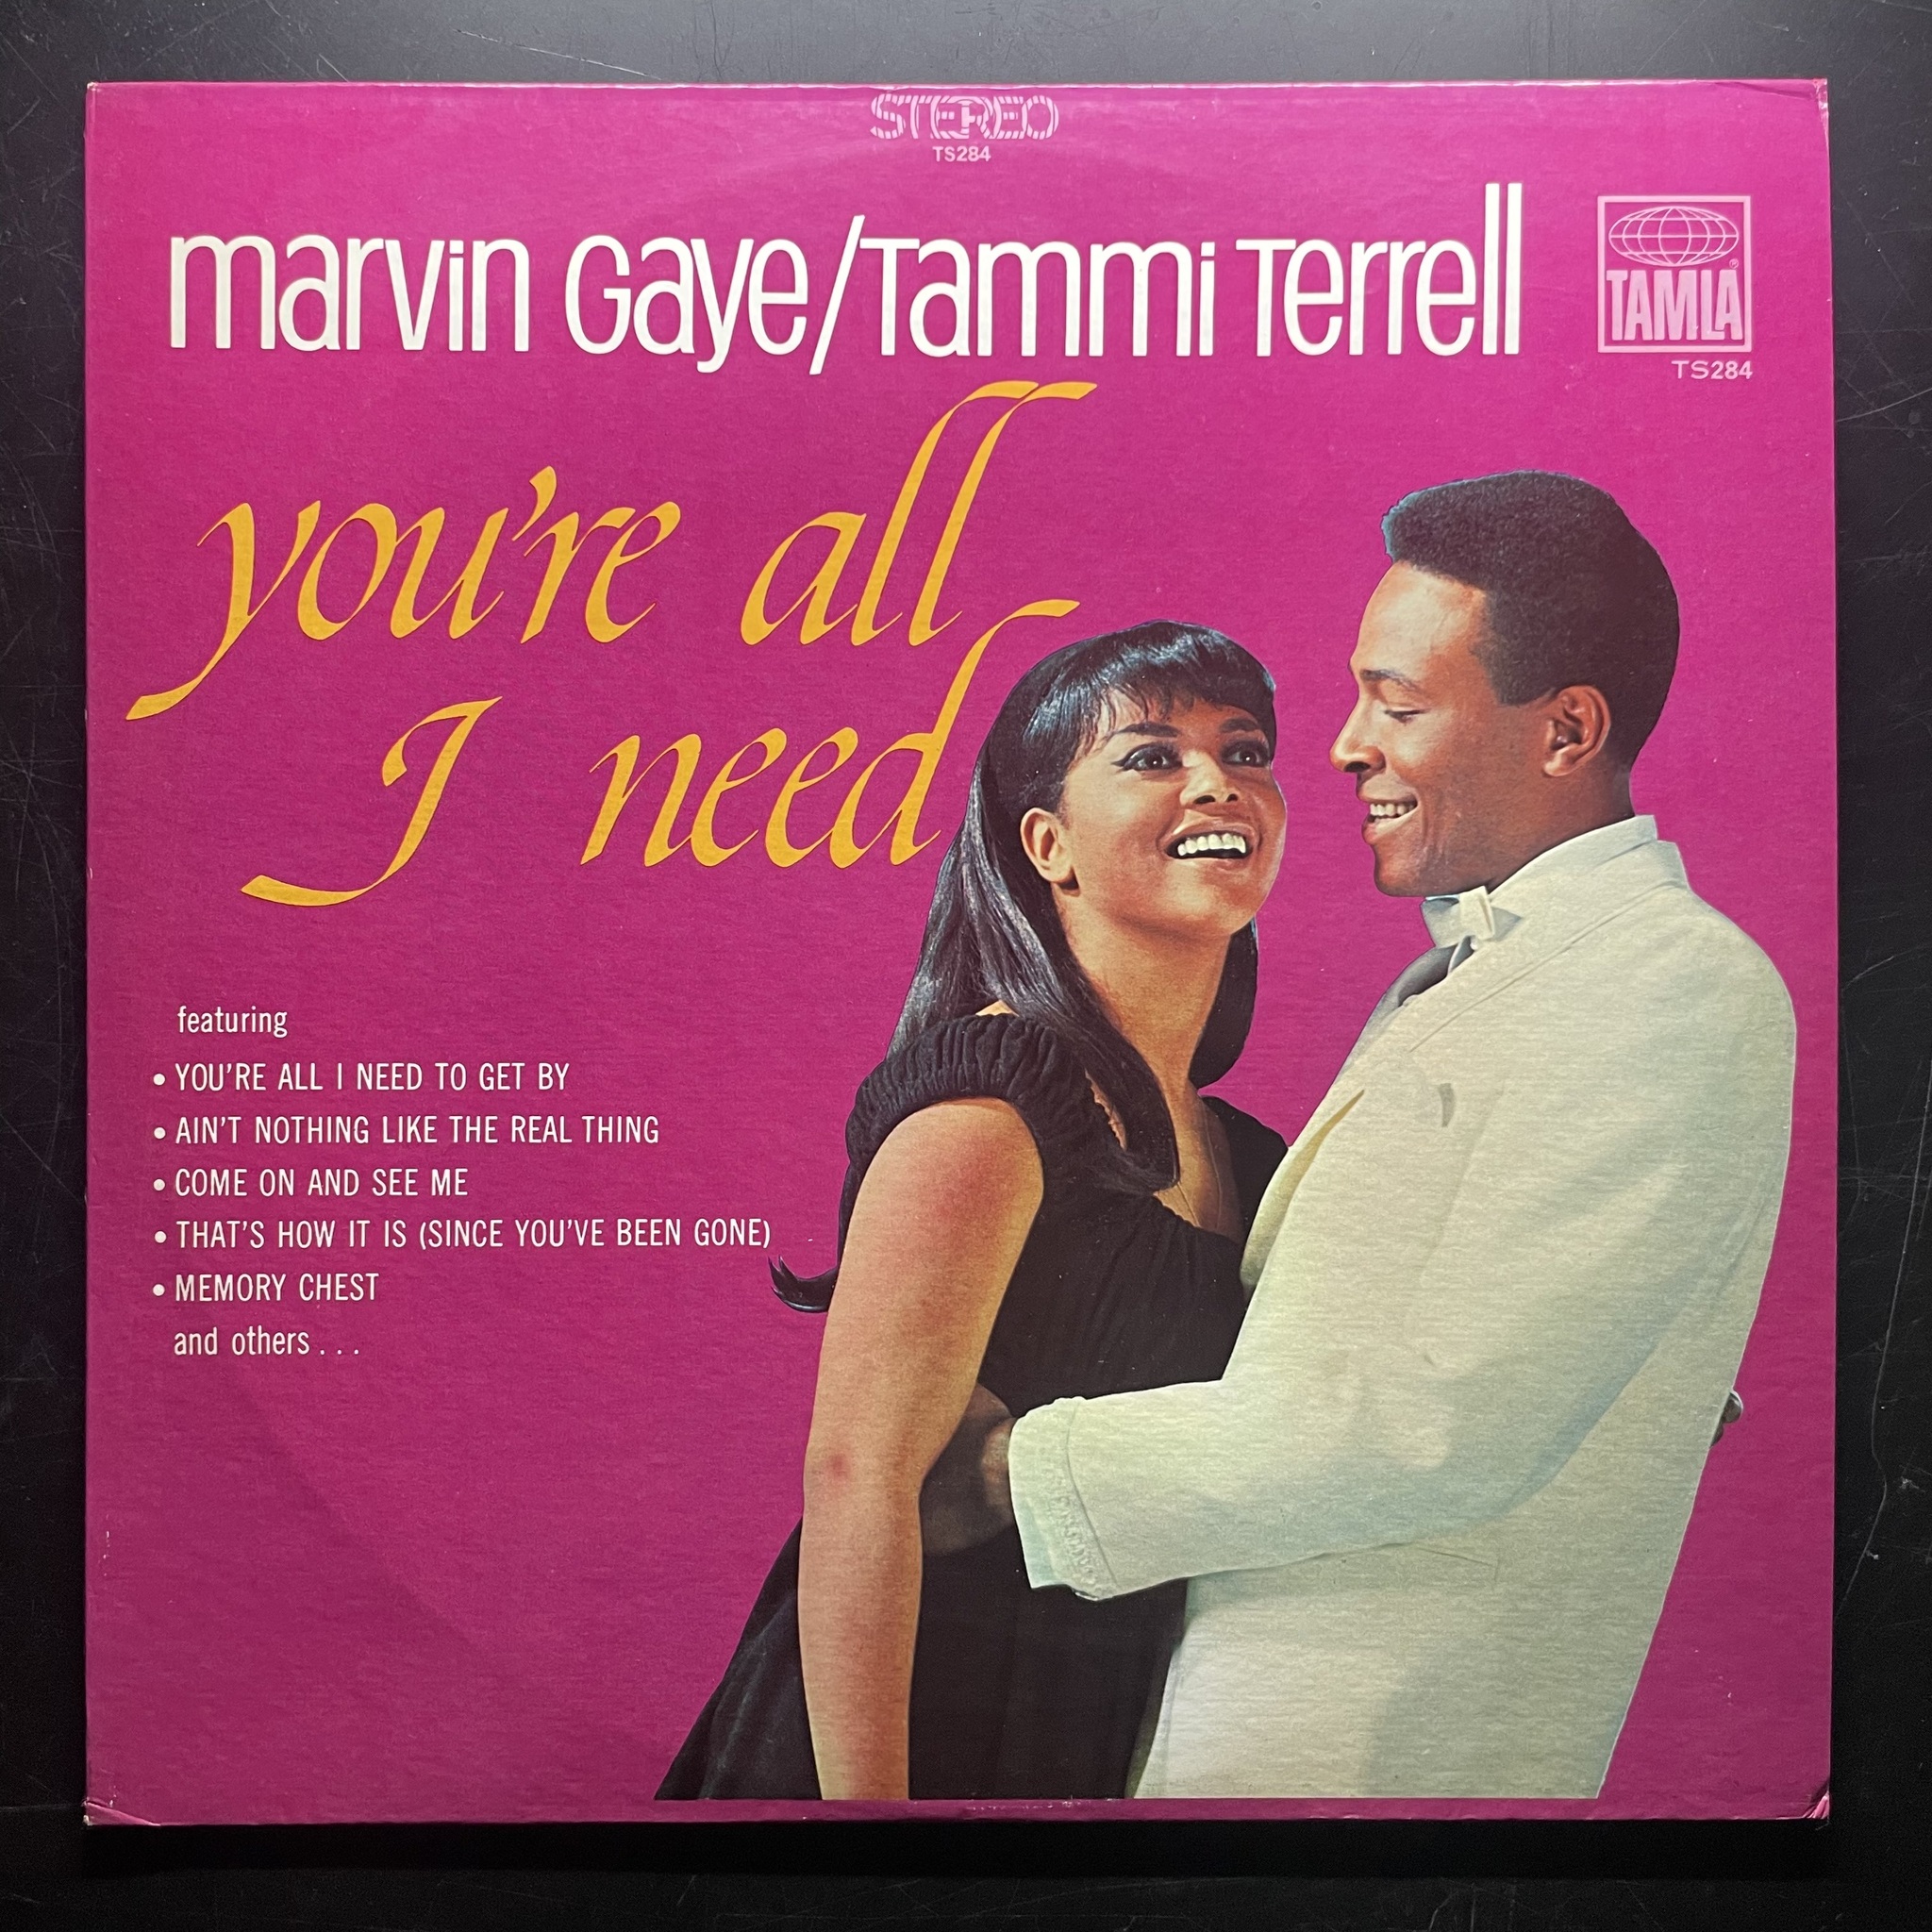 STEREO
TS284
marvin Gaye/Tammi Terrell
TAMLA®
TS284
you're all
I need
featuring
• YOU'RE ALL I NEED TO GET BY
• AIN'T NOTHING LIKE THE REAL THING
• COME ON AND SEE ME
• THAT'S HOW IT IS (SINCE YOU'VE BEEN GONE)
• MEMORY CHEST
and others . . .